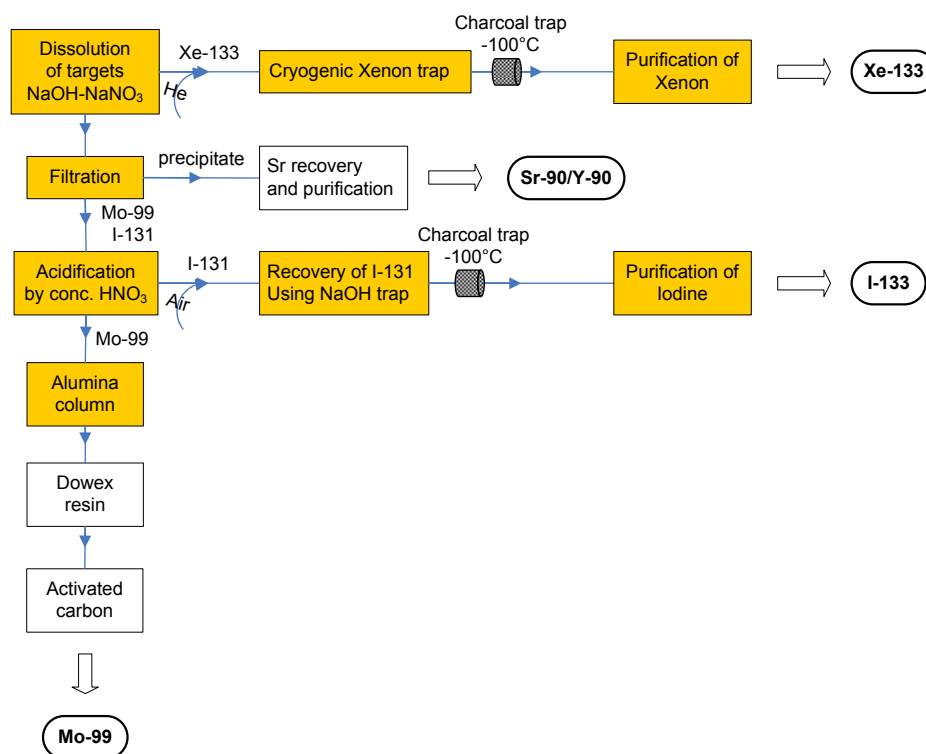 Dissolution
of targets
NaOH-NaNO₃
Xe-133
He
Cryogenic Xenon trap
Charcoal trap
-100°C
Purification of
Xenon
Xe-133
Filtration
precipitate
Sr recovery
and purification
Sr-90/Y-90
Mo-99
I-131
Acidification
by conc. HNO₃
I-131
Air
Recovery of I-131
Using NaOH trap
Charcoal trap
-100°C
Purification of
Iodine
I-133
Mo-99
Alumina
column
Dowex
resin
Activated
carbon
Mo-99